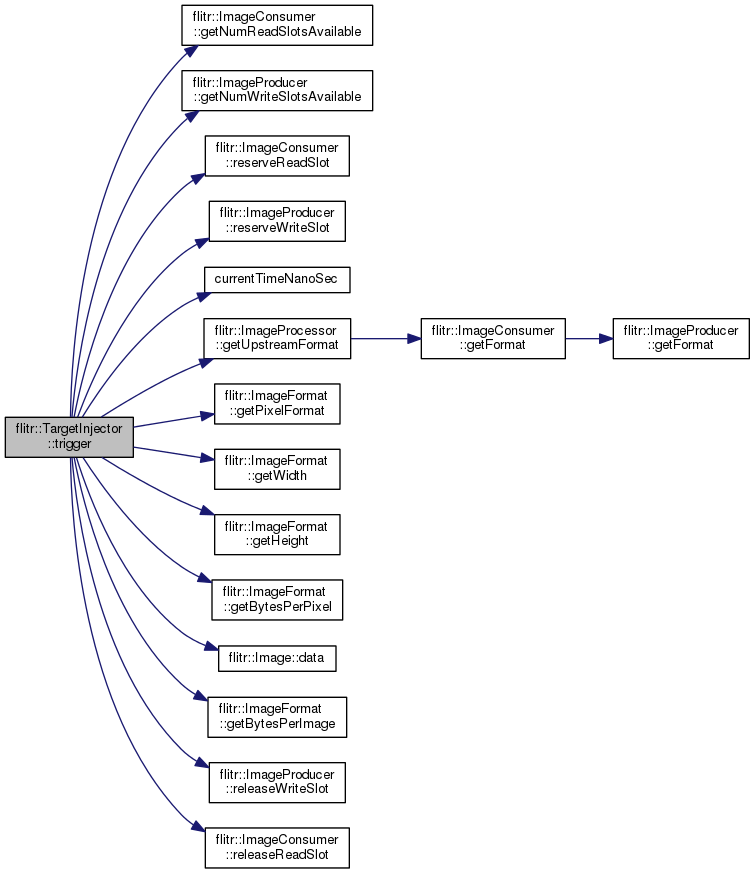 flitr::ImageConsumer
::getNumReadSlotsAvailable
flitr::ImageProducer
::getNumWriteSlotsAvailable
flitr::ImageConsumer
::reserveReadSlot
flitr::ImageProducer
::reserveWriteSlot
currentTimeNanoSec
flitr::ImageProcessor
::getUpstreamFormat
flitr::ImageConsumer
::getFormat
flitr::ImageProducer
::getFormat
flitr::ImageFormat
::getPixelFormat
flitr::TargetInjector
::trigger
flitr::ImageFormat
::getWidth
flitr::ImageFormat
::getHeight
flitr::ImageFormat
::getBytesPerPixel
flitr::Image::data
flitr::ImageFormat
::getBytesPerImage
flitr::ImageProducer
::releaseWriteSlot
flitr::ImageConsumer
::releaseReadSlot